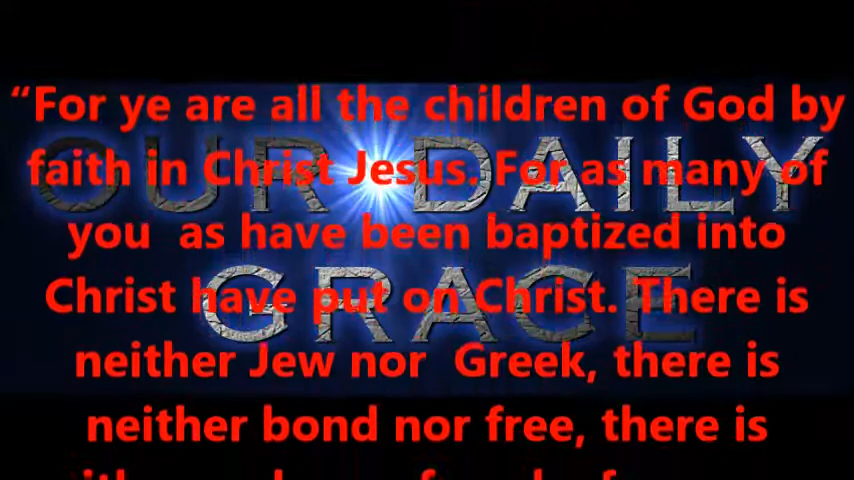 “For ye are all the children of God by
faith in Christ Jesus. For as many of
you as have been baptized into
Christ have put on Christ. There is
neither Jew nor Greek, there is
neither bond nor free, there is
OUR DAILY
GRACE